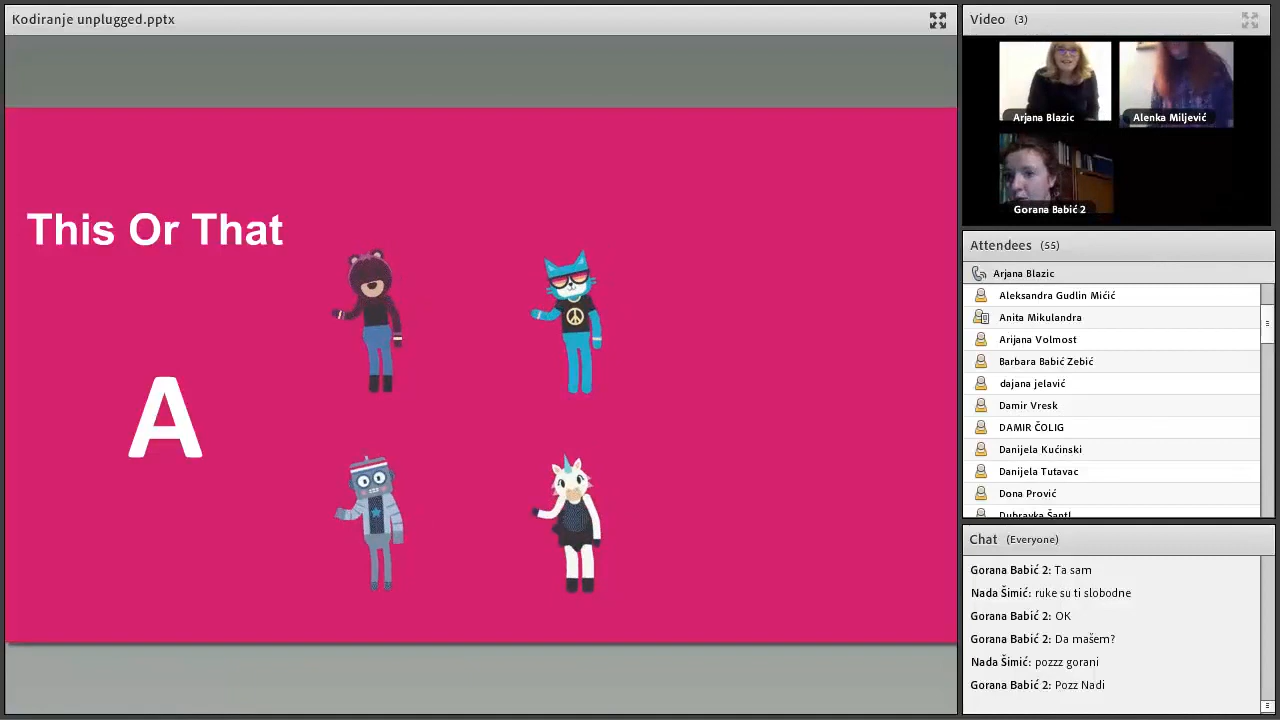 Kodiranje unplugged.pptx
This Or That
A
Video (3)
Arjana Blazic
Alenka Miljević
Gorana Babić 2
Attendees (55)
Arjana Blazic
Aleksandra Gudlin Mićić
Anita Mikulandra
Arijana Volmost
Barbara Babić Zebić
dajana jelavić
Damir Vresk
DAMIR ČOLIG
Danijela Kućinski
Danijela Tutavac
Dona Prović
Dubravka Šantl
Chat (Everyone)
Gorana Babić 2: Ta sam
Nada Šimić: ruke su ti slobodne
Gorana Babić 2: OK
Gorana Babić 2: Da mašem?
Nada Šimić: pozzz gorani
Gorana Babić 2: Pozz Nadi